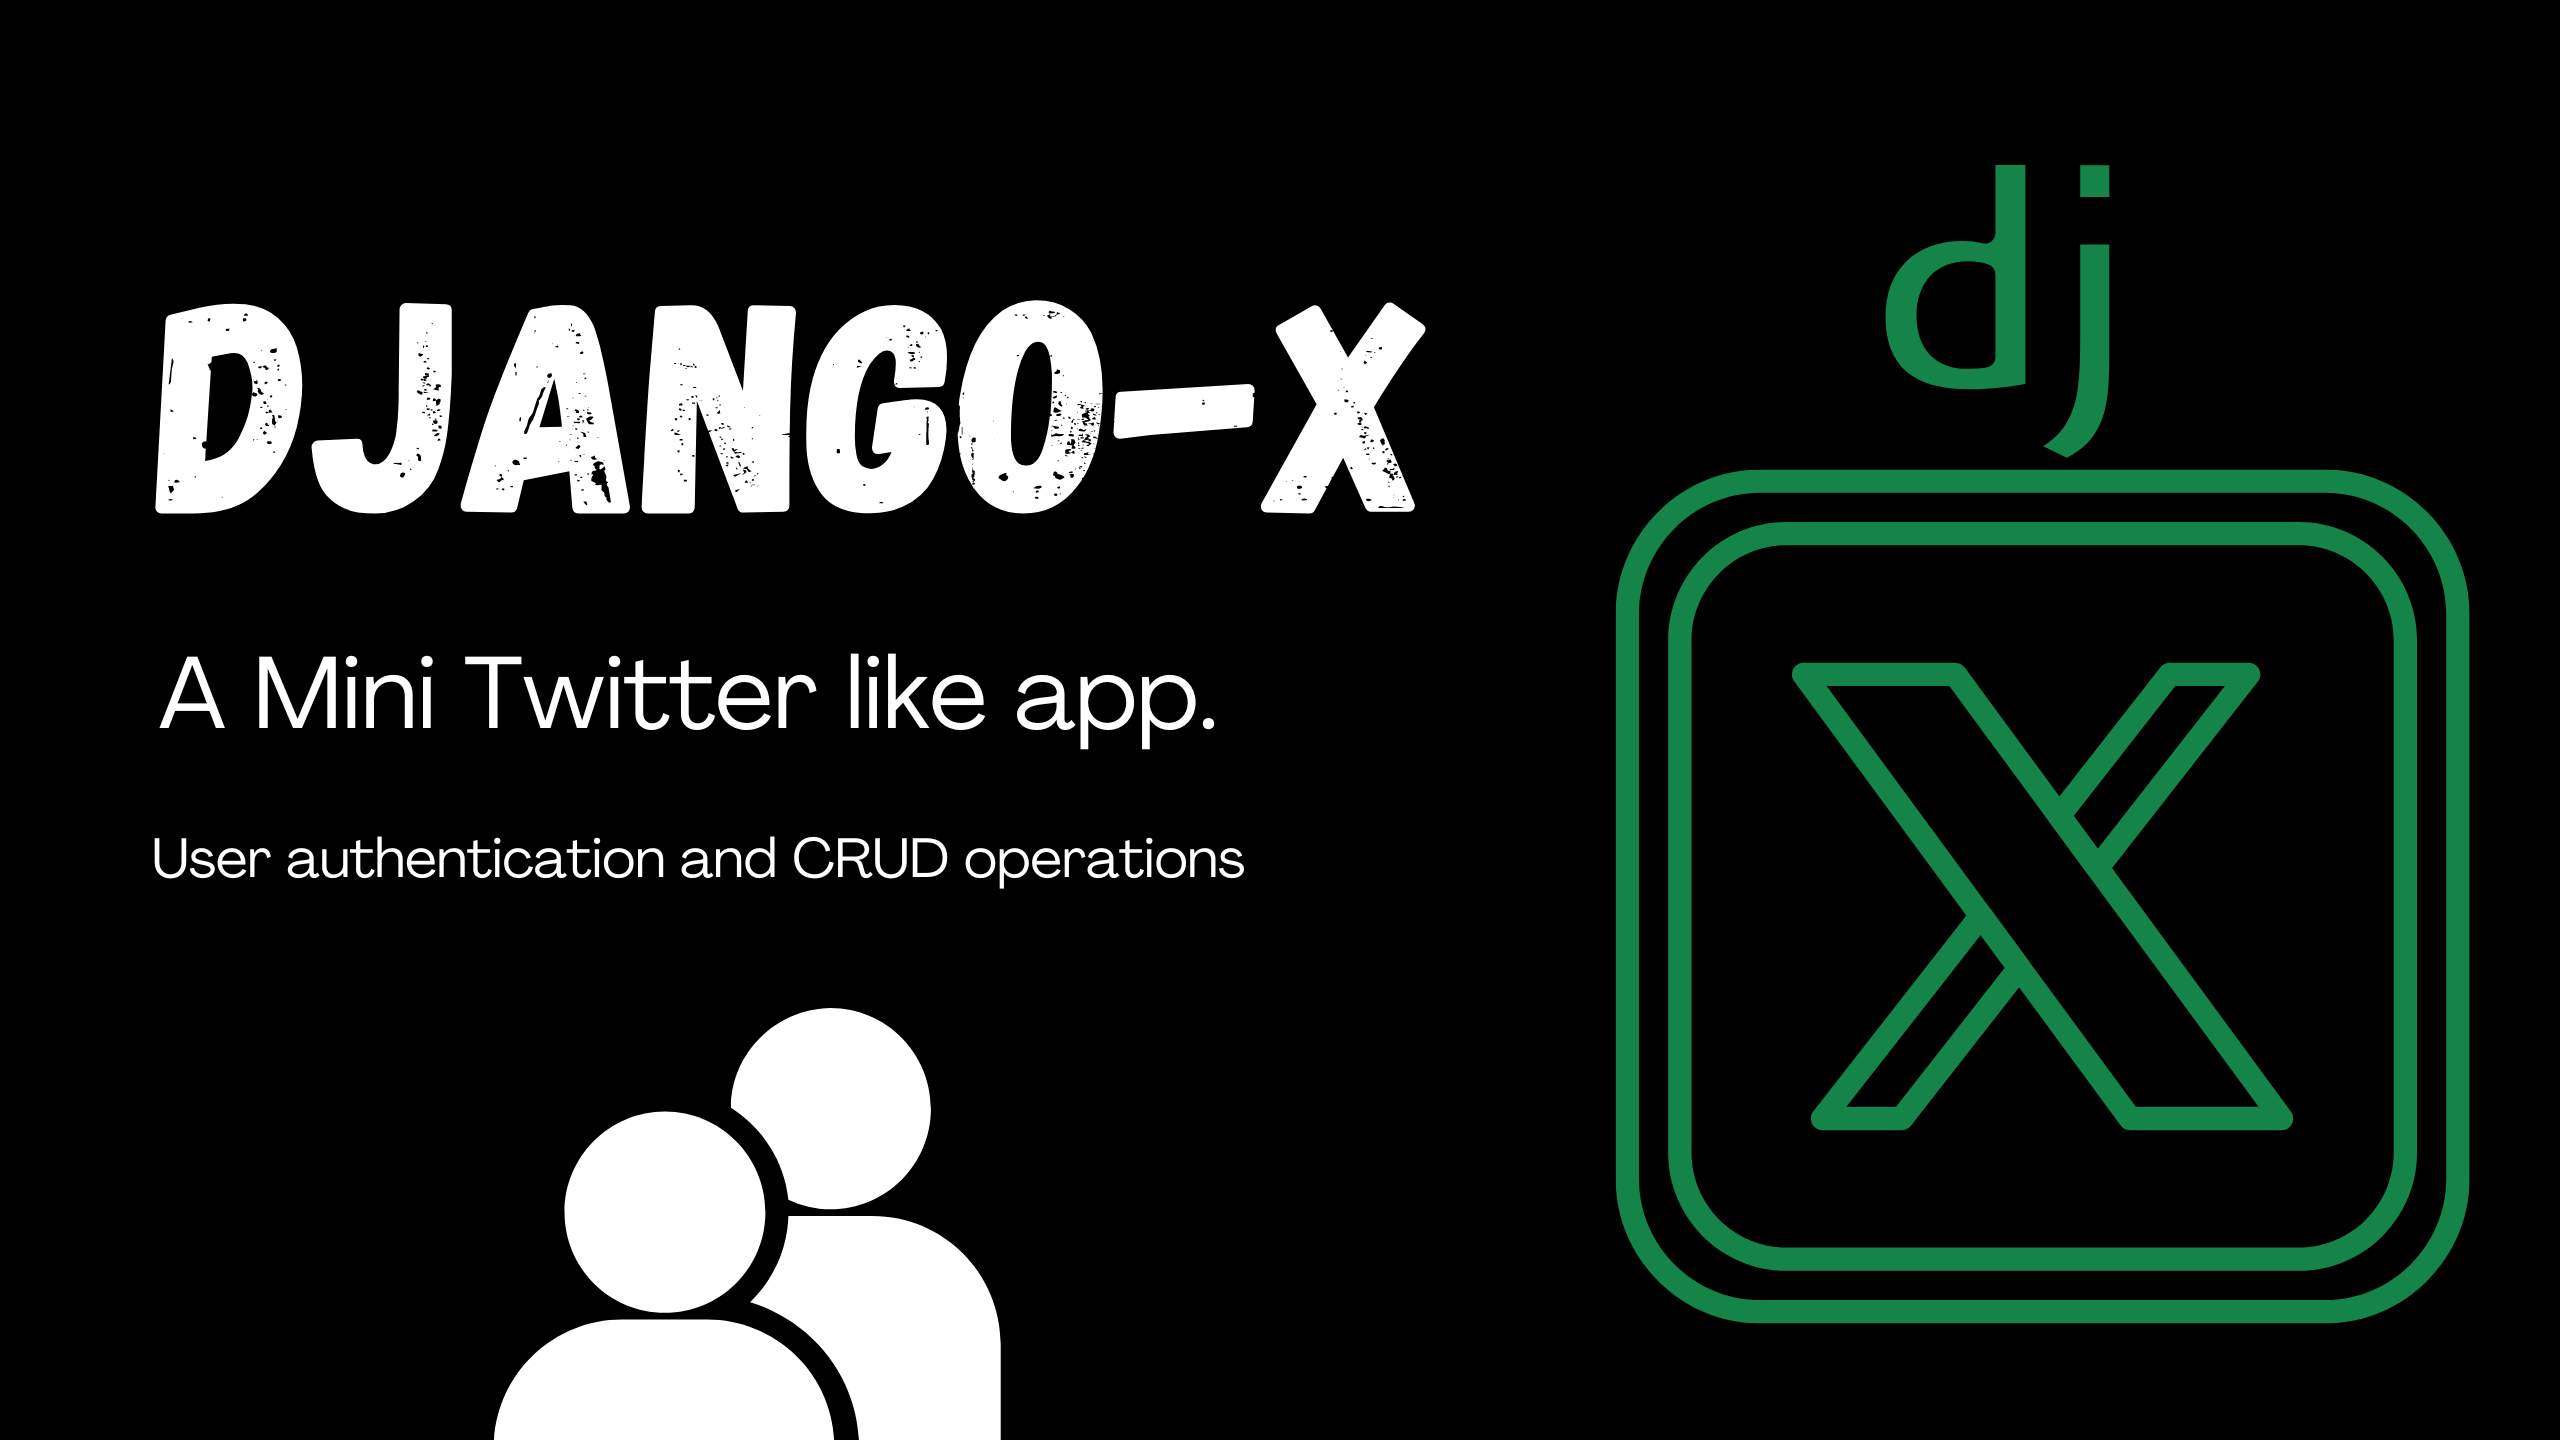 DJANGO-X
A Mini Twitter like app.
User authentication and CRUD operations
dj
X